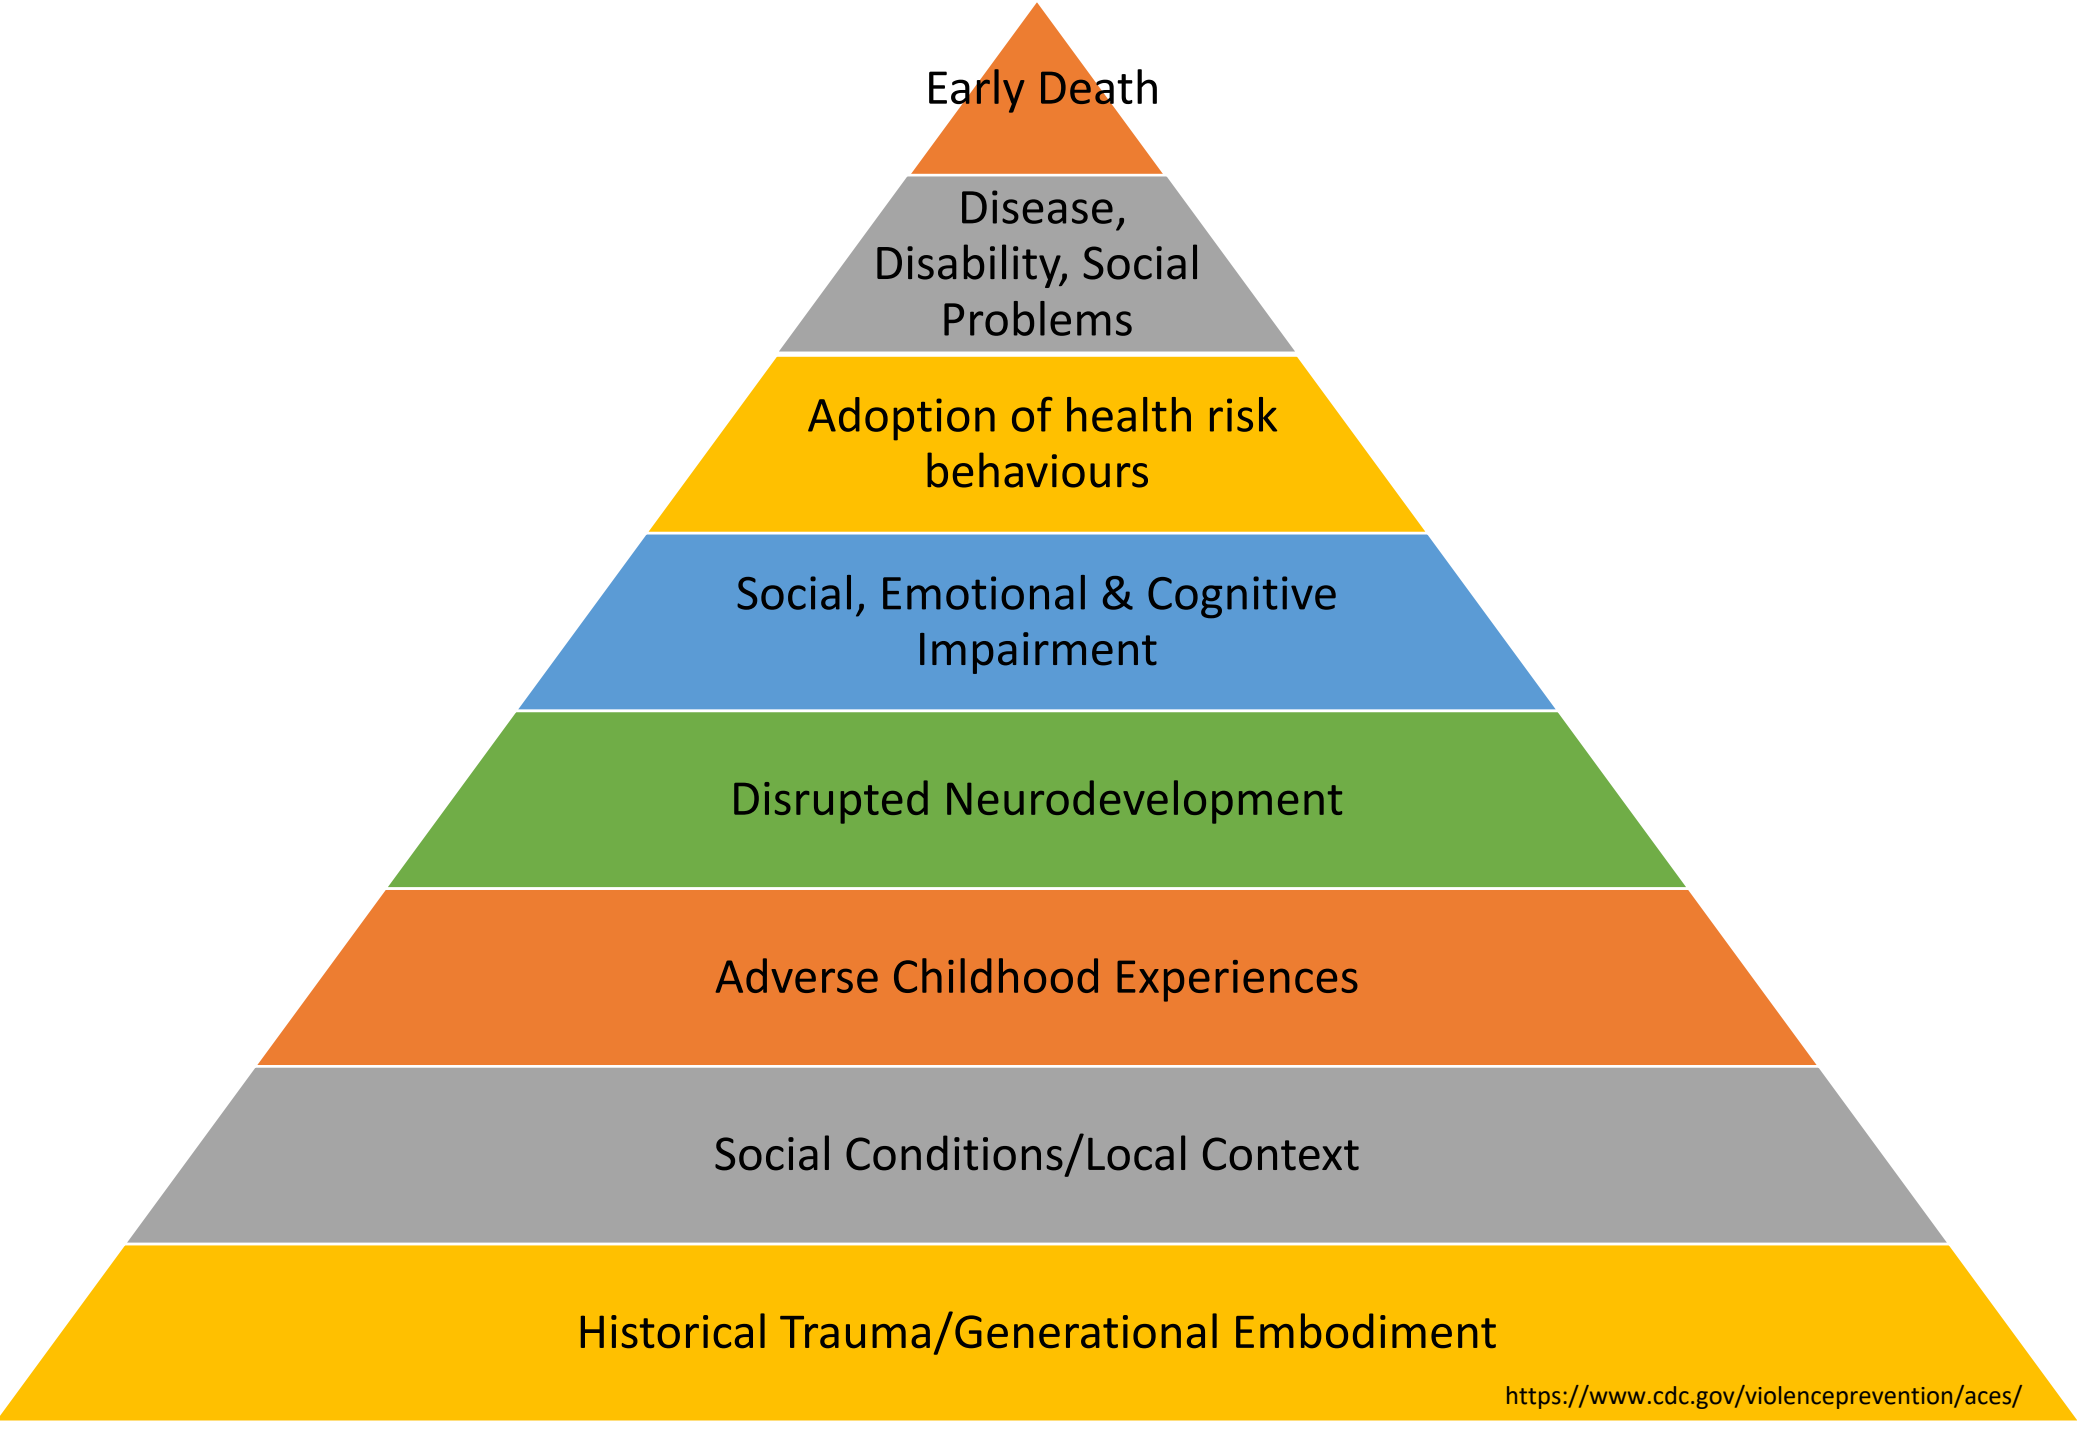 Early Death
Disease,
Disability, Social
Problems
Adoption of health risk
behaviours
Social, Emotional & Cognitive
Impairment
Disrupted Neurodevelopment
Adverse Childhood Experiences
Social Conditions/Local Context
Historical Trauma/Generational Embodiment
https://www.cdc.gov/violenceprevention/aces/